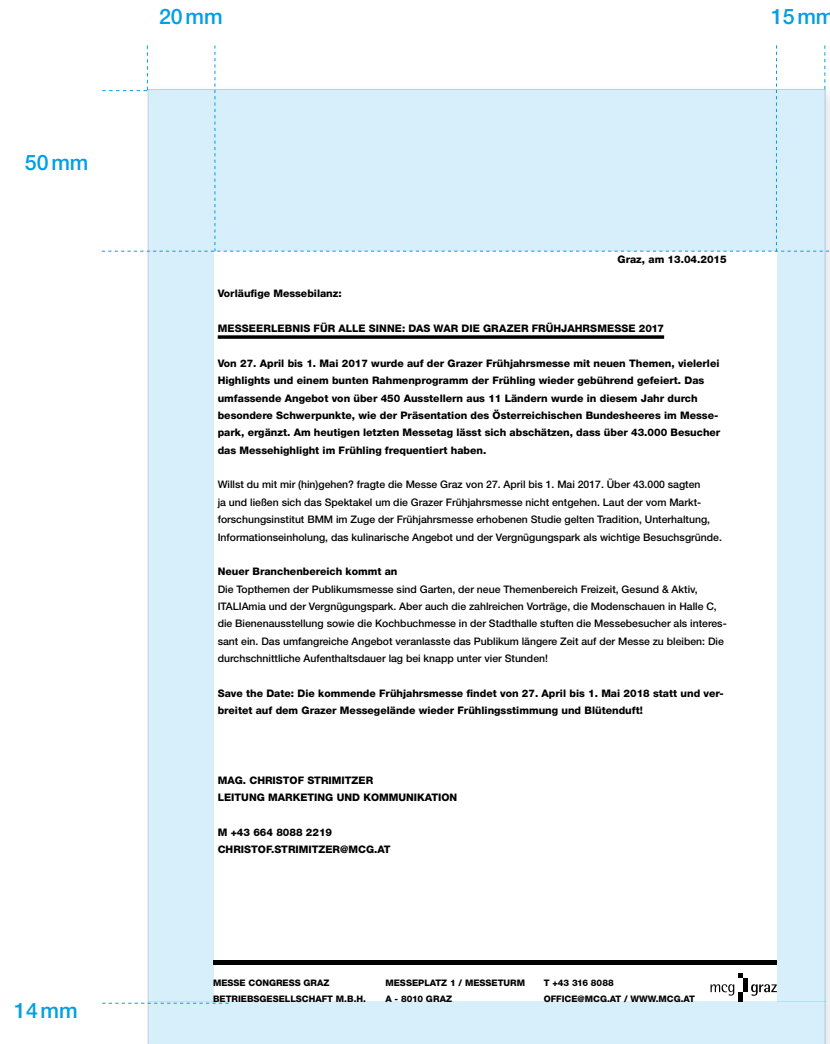 20 mm
15 mm
50 mm
Graz, am 13.04.2015
Vorläufige Messebilanz:
MESSEERLEBNIS FÜR ALLE SINNE: DAS WAR DIE GRAZER FRÜHJAHRSMESSE 2017
Von 27. April bis 1. Mai 2017 wurde auf der Grazer Frühjahrsmesse mit neuen Themen, vielerlei
Highlights und einem bunten Rahmenprogramm der Frühling wieder gebührend gefeiert. Das
umfassende Angebot von über 450 Ausstellern aus 11 Ländern wurde in diesem Jahr durch
besondere Schwerpunkte, wie der Präsentation des Österreichischen Bundesheeres im Messe-
park, ergänzt. Am heutigen letzten Messetag lässt sich abschätzen, dass über 43.000 Besucher
das Messehighlight im Frühling frequentiert haben.
Willst du mit mir (hin)gehen? fragte die Messe Graz von 27. April bis 1. Mai 2017. Über 43.000 sagten
ja und ließen sich das Spektakel um die Grazer Frühjahrsmesse nicht entgehen. Laut der vom Markt-
forschungsinstitut BMM im Zuge der Frühjahrsmesse erhobenen Studie gelten Tradition, Unterhaltung,
Informationseinholung, das kulinarische Angebot und der Vergnügungspark als wichtige Besuchsgründe.
Neuer Branchenbereich kommt an
Die Topthemen der Publikumsmesse sind Garten, der neue Themenbereich Freizeit, Gesund & Aktiv,
ITALIAmia und der Vergnügungspark. Aber auch die zahlreichen Vorträge, die Modenschauen in Halle C,
die Bienenausstellung sowie die Kochbuchmesse in der Stadthalle stuften die Messebesucher als interes-
sant ein. Das umfangreiche Angebot veranlasste das Publikum längere Zeit auf der Messe zu bleiben: Die
durchschnittliche Aufenthaltsdauer lag bei knapp unter vier Stunden!
Save the Date: Die kommende Frühjahrsmesse findet von 27. April bis 1. Mai 2018 statt und ver-
breitet auf dem Grazer Messegelände wieder Frühlingsstimmung und Blütenduft!
MAG. CHRISTOF STRIMITZER
LEITUNG MARKETING UND KOMMUNIKATION
M +43 664 8088 2219
CHRISTOF.STRIMITZER@MCG.AT
MESSE CONGRESS GRAZ MESSEPLATZ 1 / MESSETURM T +43 316 8088
BETRIEBSGESELLSCHAFT M.B.H. A - 8010 GRAZ OFFICE@MCG.AT / WWW.MCG.AT
mcg graz
14 mm